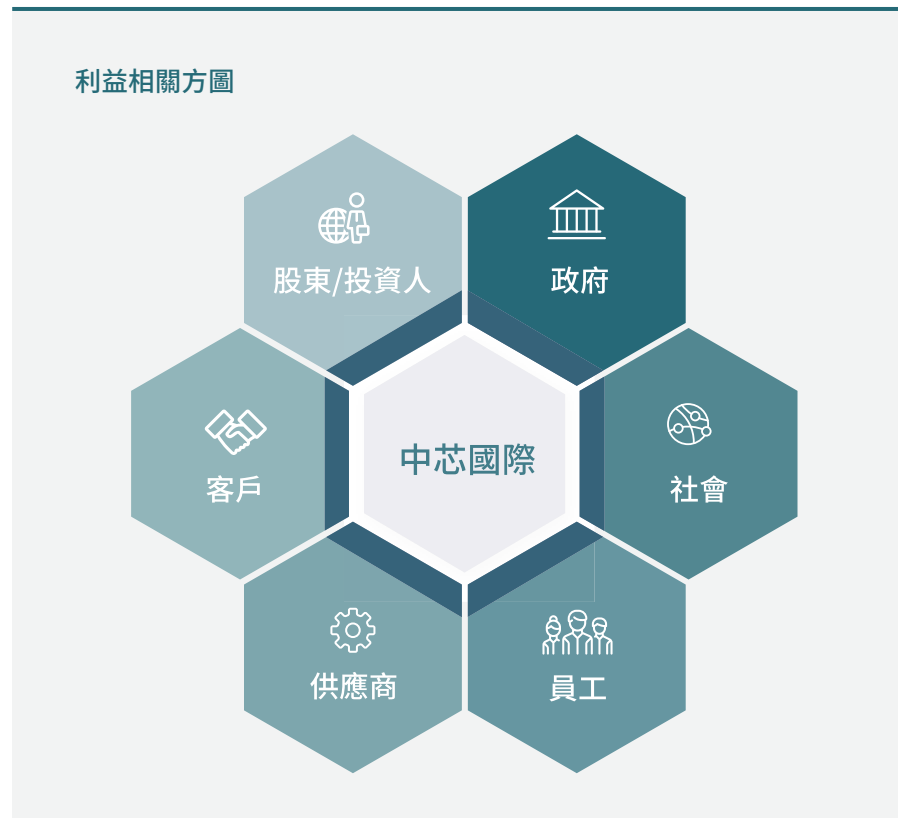 利益相關方圖
股東/投資人
政府
中芯國際
客戶
社會
供應商
員工